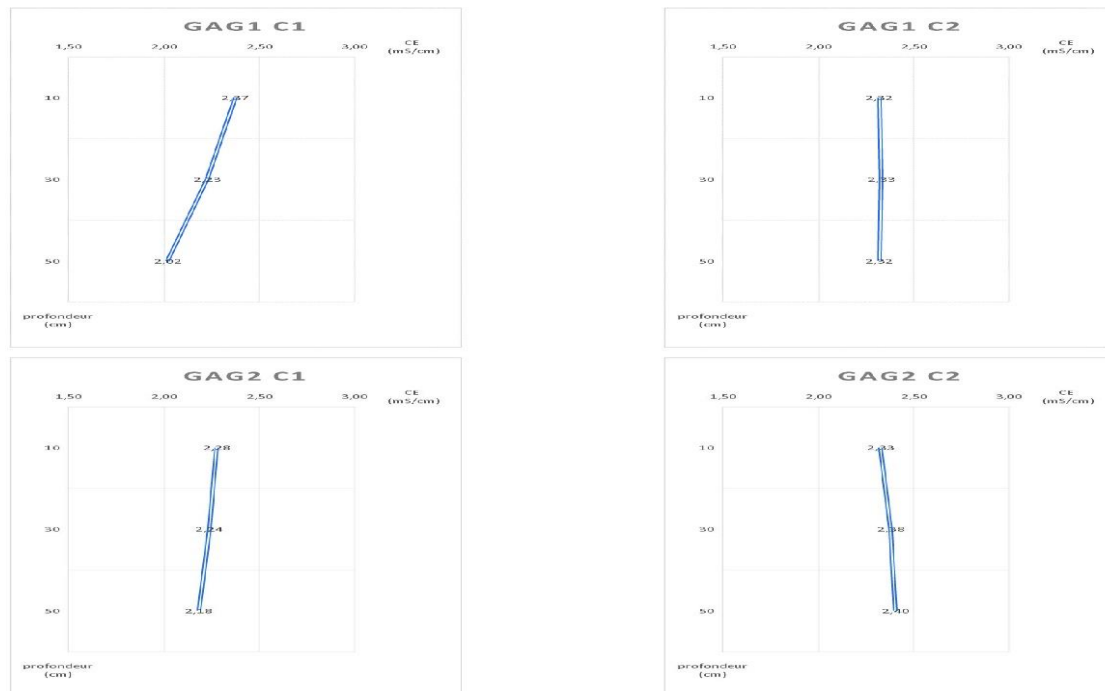 GAG1 C1
1,50 2,00 2,50 3,00 CE (mS/cm)
10 2,37
30 2,23
50 2,02
profondeur
(cm)
GAG1 C2
1,50 2,00 2,50 3,00 CE (mS/cm)
10 2,32
30 2,33
50 2,32
profondeur
(cm)
GAG2 C1
1,50 2,00 2,50 3,00 CE (mS/cm)
10 2,28
30 2,24
50 2,18
profondeur
(cm)
GAG2 C2
1,50 2,00 2,50 3,00 CE (mS/cm)
10 2,33
30 2,38
50 2,40
profondeur
(cm)